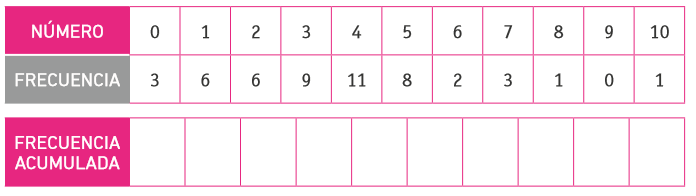 NÚMERO 0 1 2 3 4 5 6 7 8 9 10
FRECUENCIA 3 6 6 9 11 8 2 3 1 0 1
FRECUENCIA
ACUMULADA